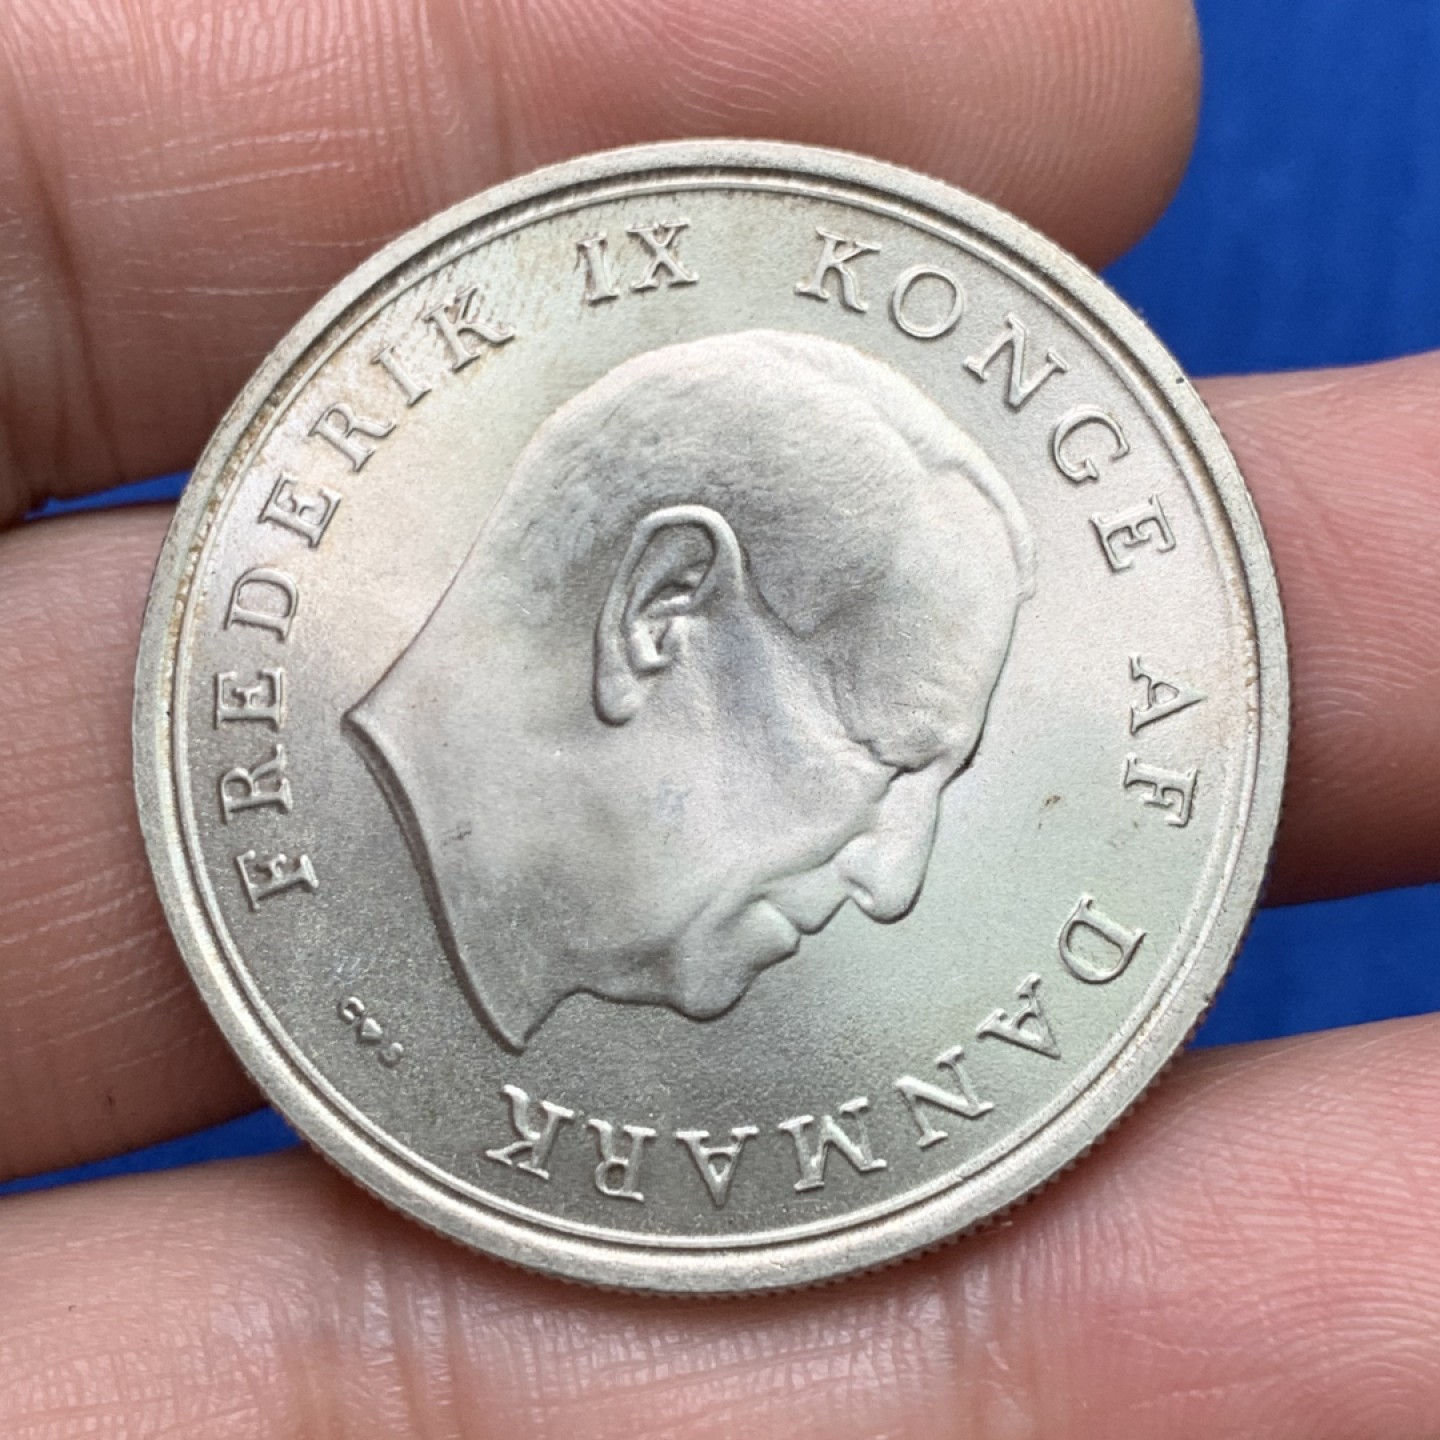 FREDERIK IX KONGE AF DANMARK
C♥S